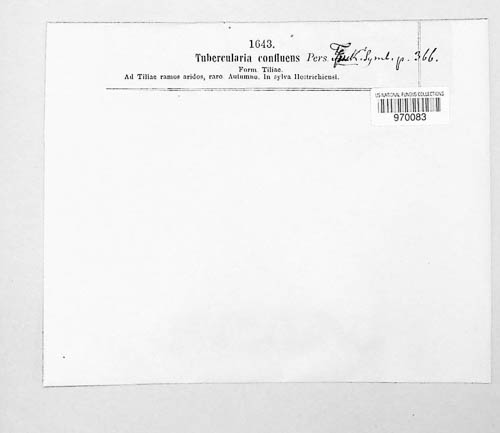 1643.
Tubercularia confluens Pers. Fuck. Symb. p. 366.
Form. Tiliae.
Ad Tiliae ramos aridos, raro. Autumno. In sylva Hostrichiensi.
US NATIONAL FUNGUS COLLECTIONS
970083